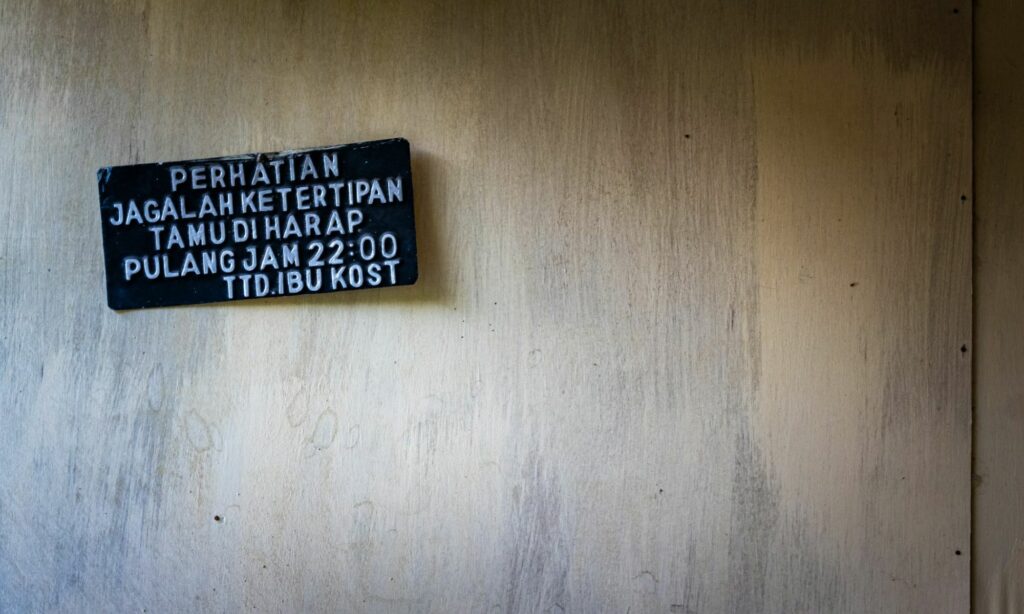 PERHATIAN
JAGALAH KETERTIPAN
TAMU DI HARAP
PULANG JAM 22:00
TTD.IBU KOST